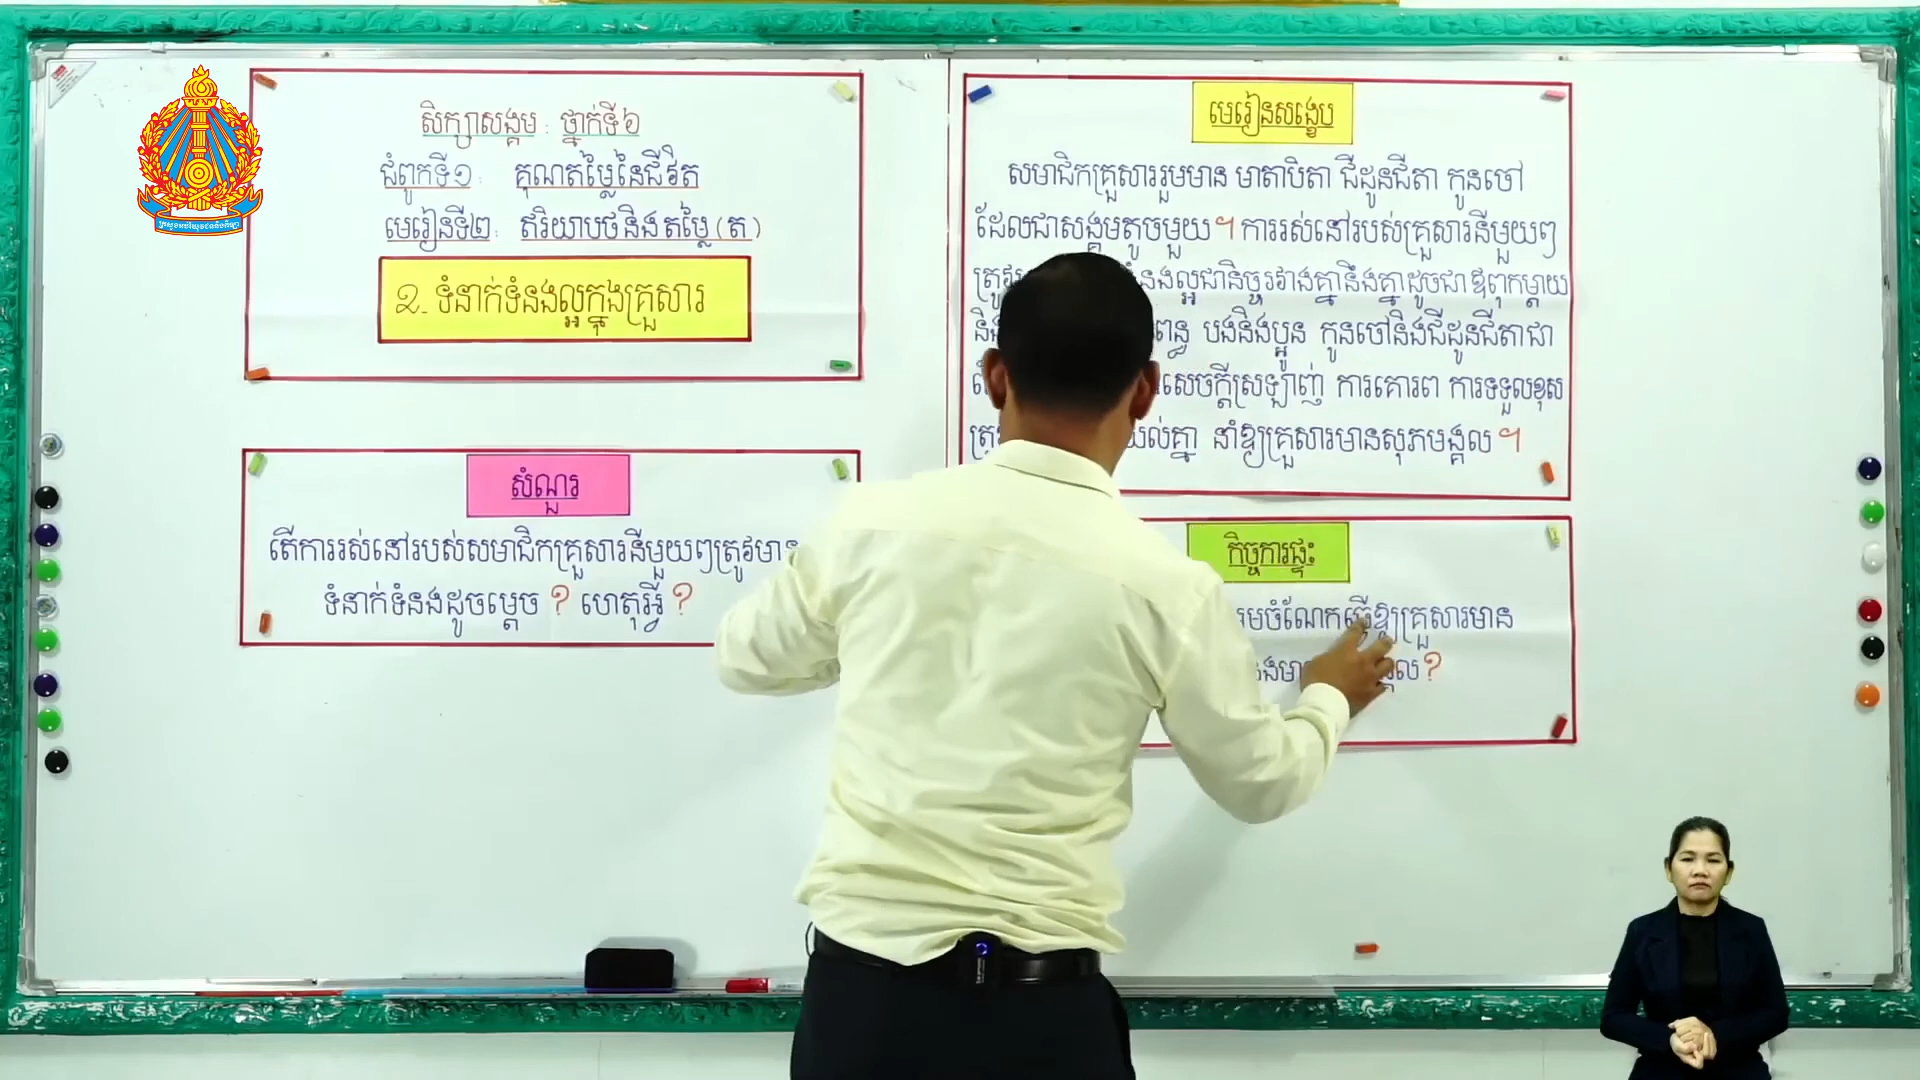 សិក្សាសង្គម : ថ្នាក់ទី៦
ជំពូកទី១ : គុណតម្លៃនៃជីវិត
មេរៀនទី២ : ឥរិយាបថនិងតម្លៃ (ត)
២. ទំនាក់ទំនងល្អក្នុងគ្រួសារ
សំណួរ
តើការរស់នៅរបស់សមាជិកគ្រួសារនីមួយៗត្រូវមាន
ទំនាក់ទំនងដូចម្តេច ? ហេតុអ្វី ?
មេរៀនសង្ខេប
សមាជិកគ្រួសាររួមមាន មាតាបិតា ជីដូនជីតា កូនចៅ
ដែលជាសង្គមតូចមួយ។ ការរស់នៅរបស់គ្រួសារនីមួយៗ
ល្អជានិច្ចរវាងគ្នានឹងគ្នាដូចជាឪពុកម្តាយ
បងនិងប្អូន កូនចៅនិងជីដូនជីតាជា
សេចក្តីស្រឡាញ់ ការគោរព ការទទួលខុស
យល់គ្នា នាំឱ្យគ្រួសារមានសុភមង្គល។
កិច្ចការផ្ទះ
រួមចំណែកធ្វើឱ្យគ្រួសារមាន